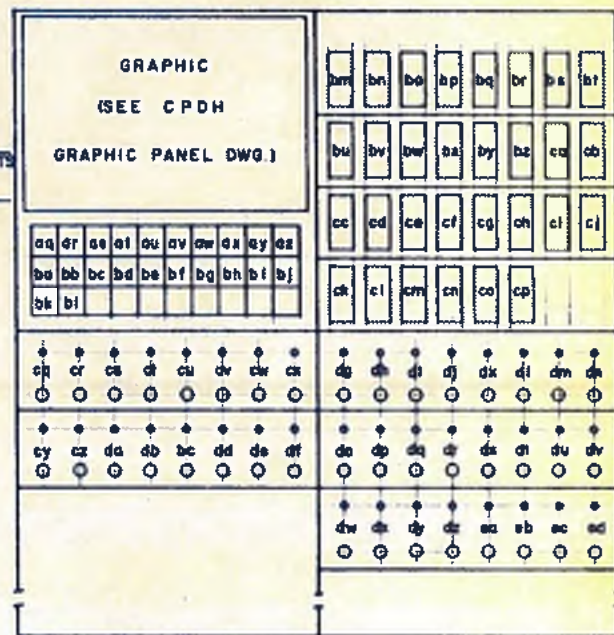 GRAPHIC
(SEE CPDH
GRAPHIC PANEL DWG.)
TS
bm bn bo bp bq br bs bt
bu bv bw bx by bz ca cb
cc cd ce cf cg ch ci cj
ck cl cm cn co cp
aq ar as at au av aw ax ay az
ba bb bc bd be bf bg bh bi bj
bk bl
cq cr cs ct cu cv cw cx
dg dh di dj dk dl dm dn
cy cz da db bc dd de df
do dp dq dr ds dt du dv
dw dx dy dz ea eb ec ed